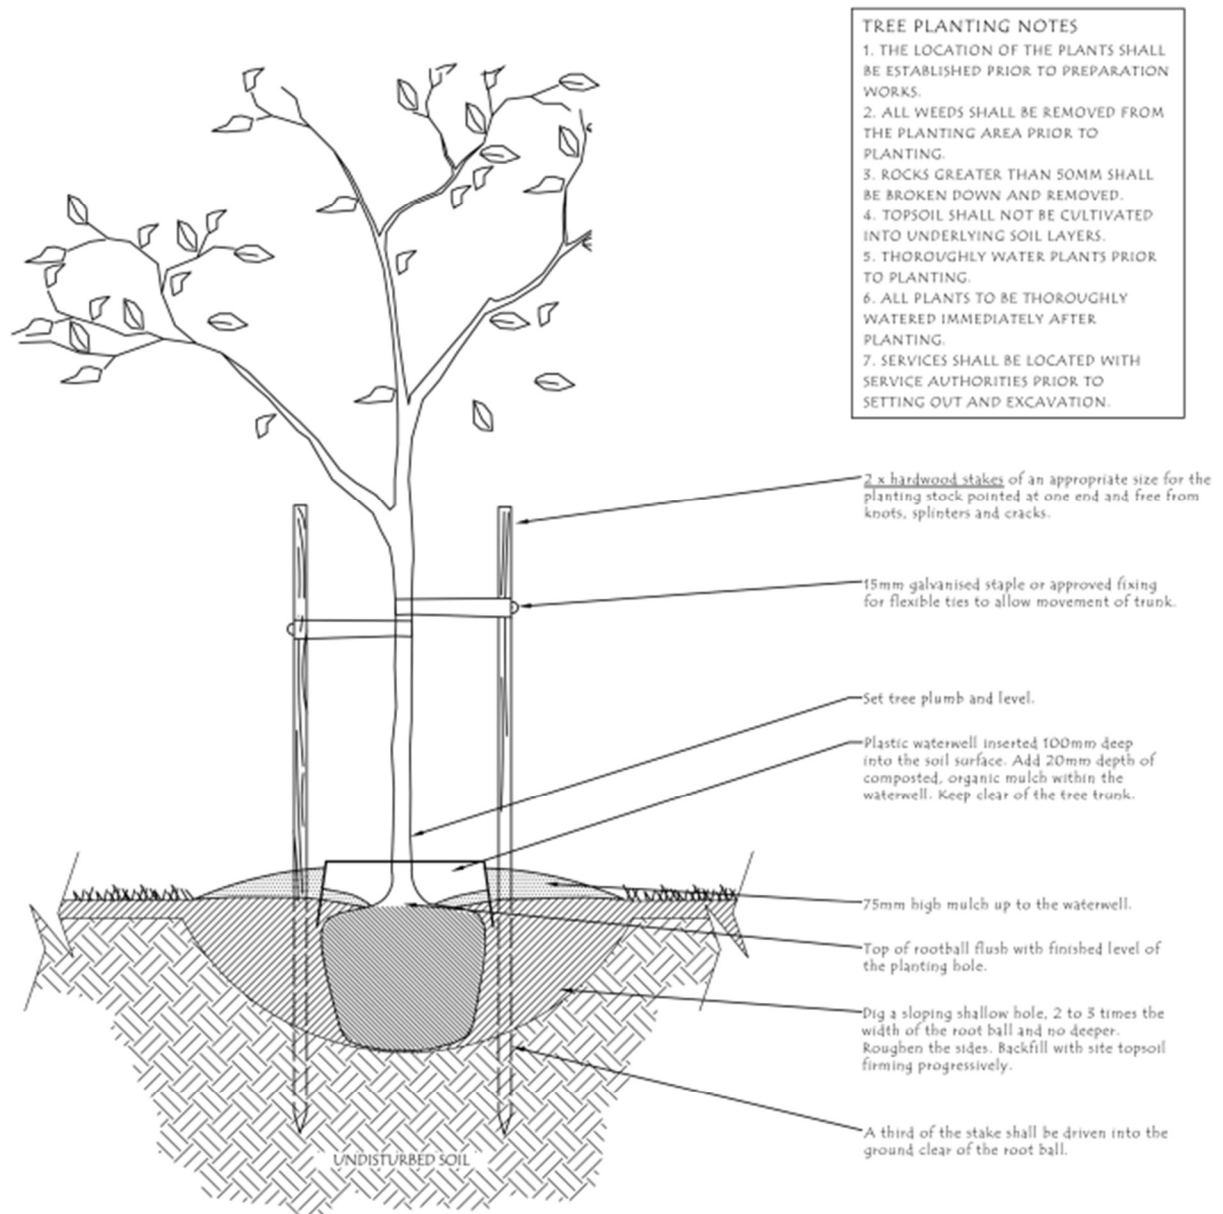 TREE PLANTING NOTES
1. THE LOCATION OF THE PLANTS SHALL
BE ESTABLISHED PRIOR TO PREPARATION
WORKS.
2. ALL WEEDS SHALL BE REMOVED FROM
THE PLANTING AREA PRIOR TO
PLANTING.
3. ROCKS GREATER THAN 50MM SHALL
BE BROKEN DOWN AND REMOVED.
4. TOPSOIL SHALL NOT BE CULTIVATED
INTO UNDERLYING SOIL LAYERS.
5. THOROUGHLY WATER PLANTS PRIOR
TO PLANTING.
6. ALL PLANTS TO BE THOROUGHLY
WATERED IMMEDIATELY AFTER
PLANTING.
7. SERVICES SHALL BE LOCATED WITH
SERVICE AUTHORITIES PRIOR TO
SETTING OUT AND EXCAVATION.
2 x hardwood stakes of an appropriate size for the
planting stock pointed at one end and free from
knots, splinters and cracks.
15mm galvanised staple or approved fixing
for flexible ties to allow movement of trunk.
Set tree plumb and level.
Plastic waterwell inserted 100mm deep
into the soil surface. Add 20mm depth of
composted, organic mulch within the
waterwell. Keep clear of the tree trunk.
75mm high mulch up to the waterwell.
Top of rootball flush with finished level of
the planting hole.
Dig a sloping shallow hole, 2 to 3 times the
width of the root ball and no deeper.
Roughen the sides. Backfill with site topsoil
firming progressively.
A third of the stake shall be driven into the
ground clear of the root ball.
UNDISTURBED SOIL